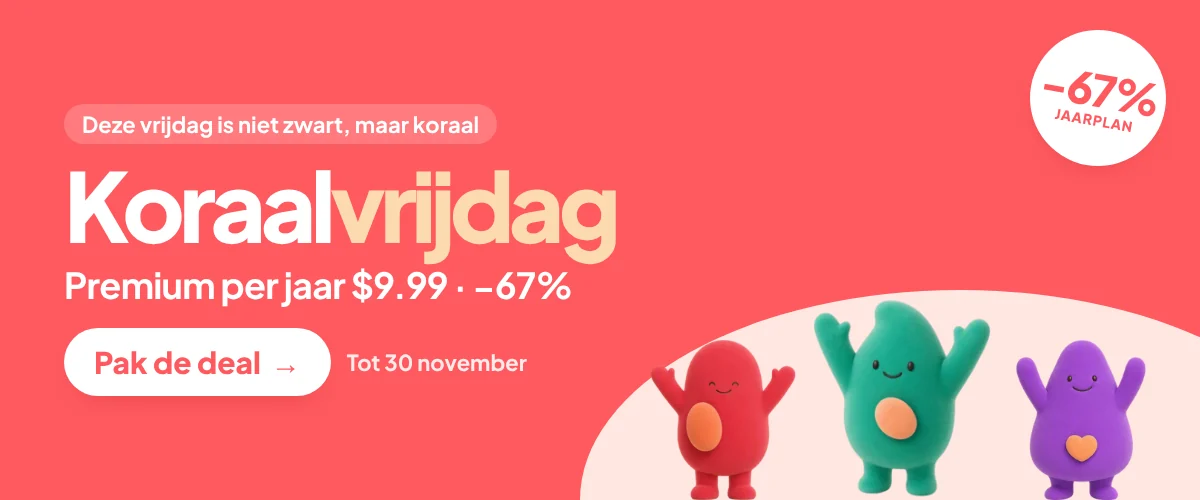 Deze vrijdag is niet zwart, maar koraal
Koraalvrijdag
Premium per jaar $9.99 · −67%
Pak de deal →
Tot 30 november
−67%
JAARPLAN